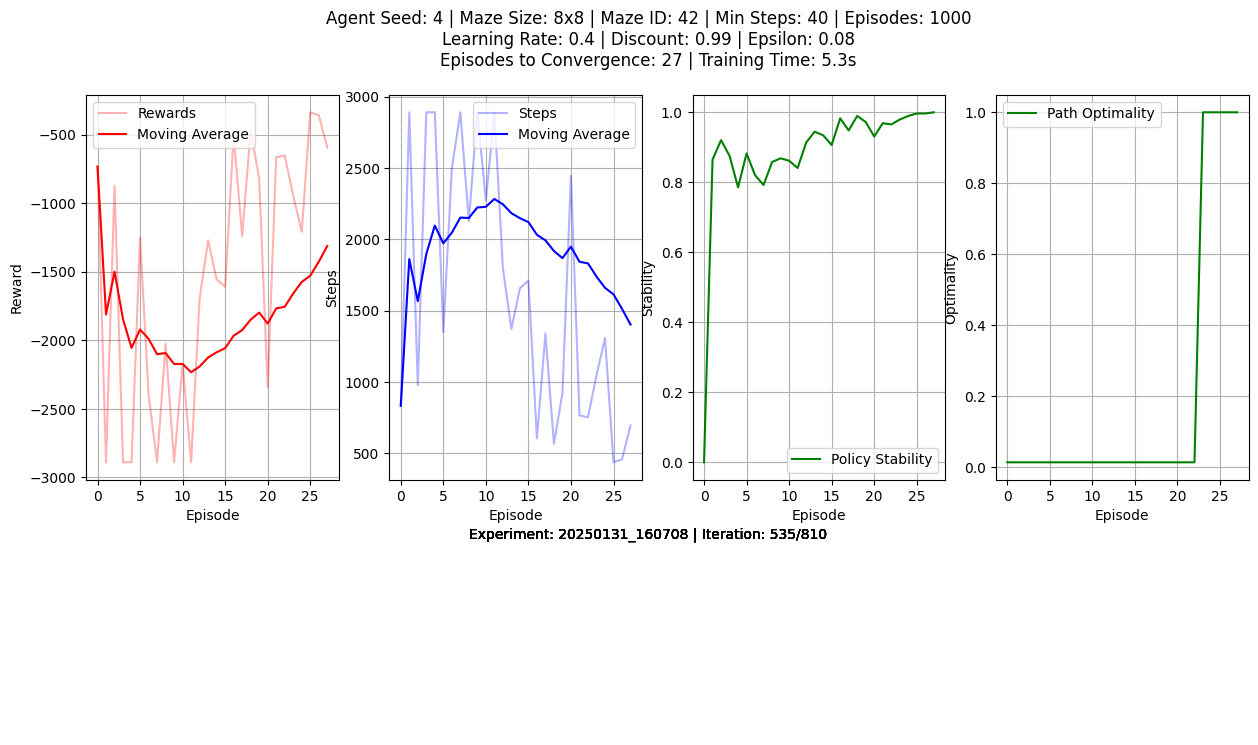 Agent Seed: 4 | Maze Size: 8x8 | Maze ID: 42 | Min Steps: 40 | Episodes: 1000
Learning Rate: 0.4 | Discount: 0.99 | Epsilon: 0.08
Episodes to Convergence: 27 | Training Time: 5.3s
Rewards
Moving Average
−500
−1000
−1500
−2000
−2500
−3000
Reward
0 5 10 15 20 25
Episode
Steps
Moving Average
3000
2500
2000
1500
1000
500
Steps
0 5 10 15 20 25
Episode
1.0
0.8
0.6
0.4
0.2
0.0
Stability
Policy Stability
0 5 10 15 20 25
Episode
Path Optimality
1.0
0.8
0.6
0.4
0.2
0.0
Optimality
0 5 10 15 20 25
Episode
Experiment: 20250131_160708 | Iteration: 535/810